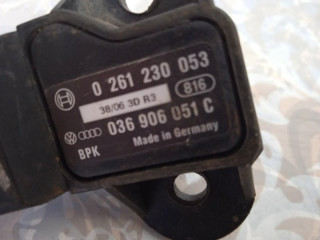 0 261 230 053
38/06 3D R3 816
036 906 051 C
Made in Germany
BPK